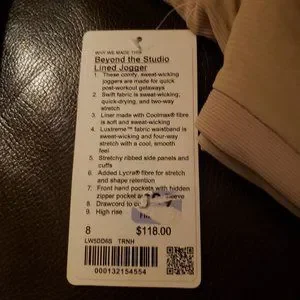 WHY WE MADE THIS
Beyond the Studio
Lined Jogger
1. These comfy, sweat-wicking
joggers are made for quick
post-workout getaways
2. Swift fabric is sweat-wicking,
quick-drying, and two-way
stretch
3. Liner made with Coolmax® fibre
is soft and sweat-wicking
4. Luxtreme™ fabric waistband is
sweat-wicking and four-way
stretch with a cool, smooth
feel
5. Stretchy ribbed side panels and
cuffs
6. Added Lycra® fibre for stretch
and shape retention
7. Front hand pockets with hidden
zipper pocket sleeve
8. Drawcord to
9. High rise
8 $118.00
LW5DD6S TRNH
000132154554